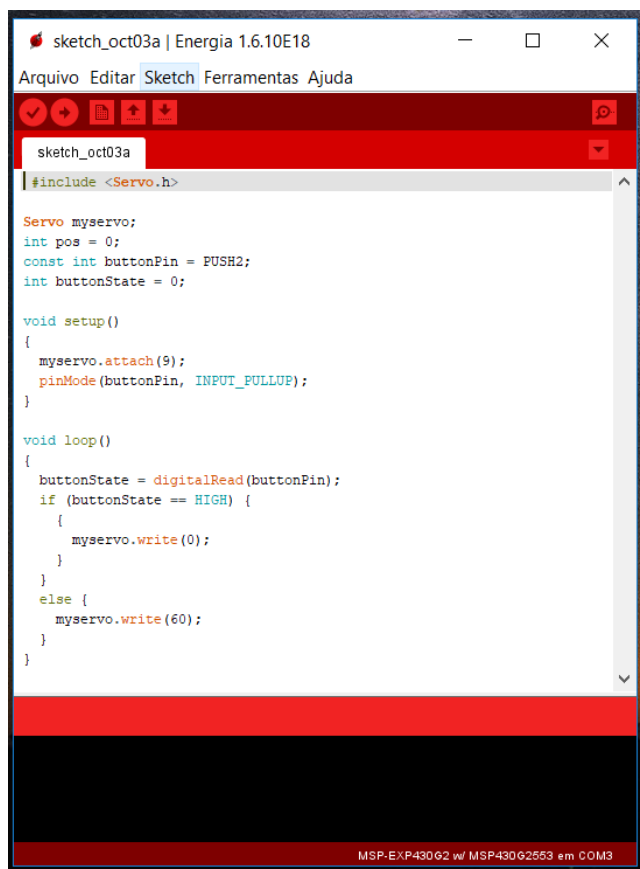 sketch_oct03a | Energia 1.6.10E18
Arquivo Editar Sketch Ferramentas Ajuda
sketch_oct03a
#include <Servo.h>
Servo myservo;
int pos = 0;
const int buttonPin = PUSH2;
int buttonState = 0;
void setup()
{
  myservo.attach(9);
  pinMode(buttonPin, INPUT_PULLUP);
}
void loop()
{
  buttonState = digitalRead(buttonPin);
  if (buttonState == HIGH) {
    {
      myservo.write(0);
    }
  }
  else {
    myservo.write(60);
  }
}
MSP-EXP430G2 w/ MSP430G2553 em COM3